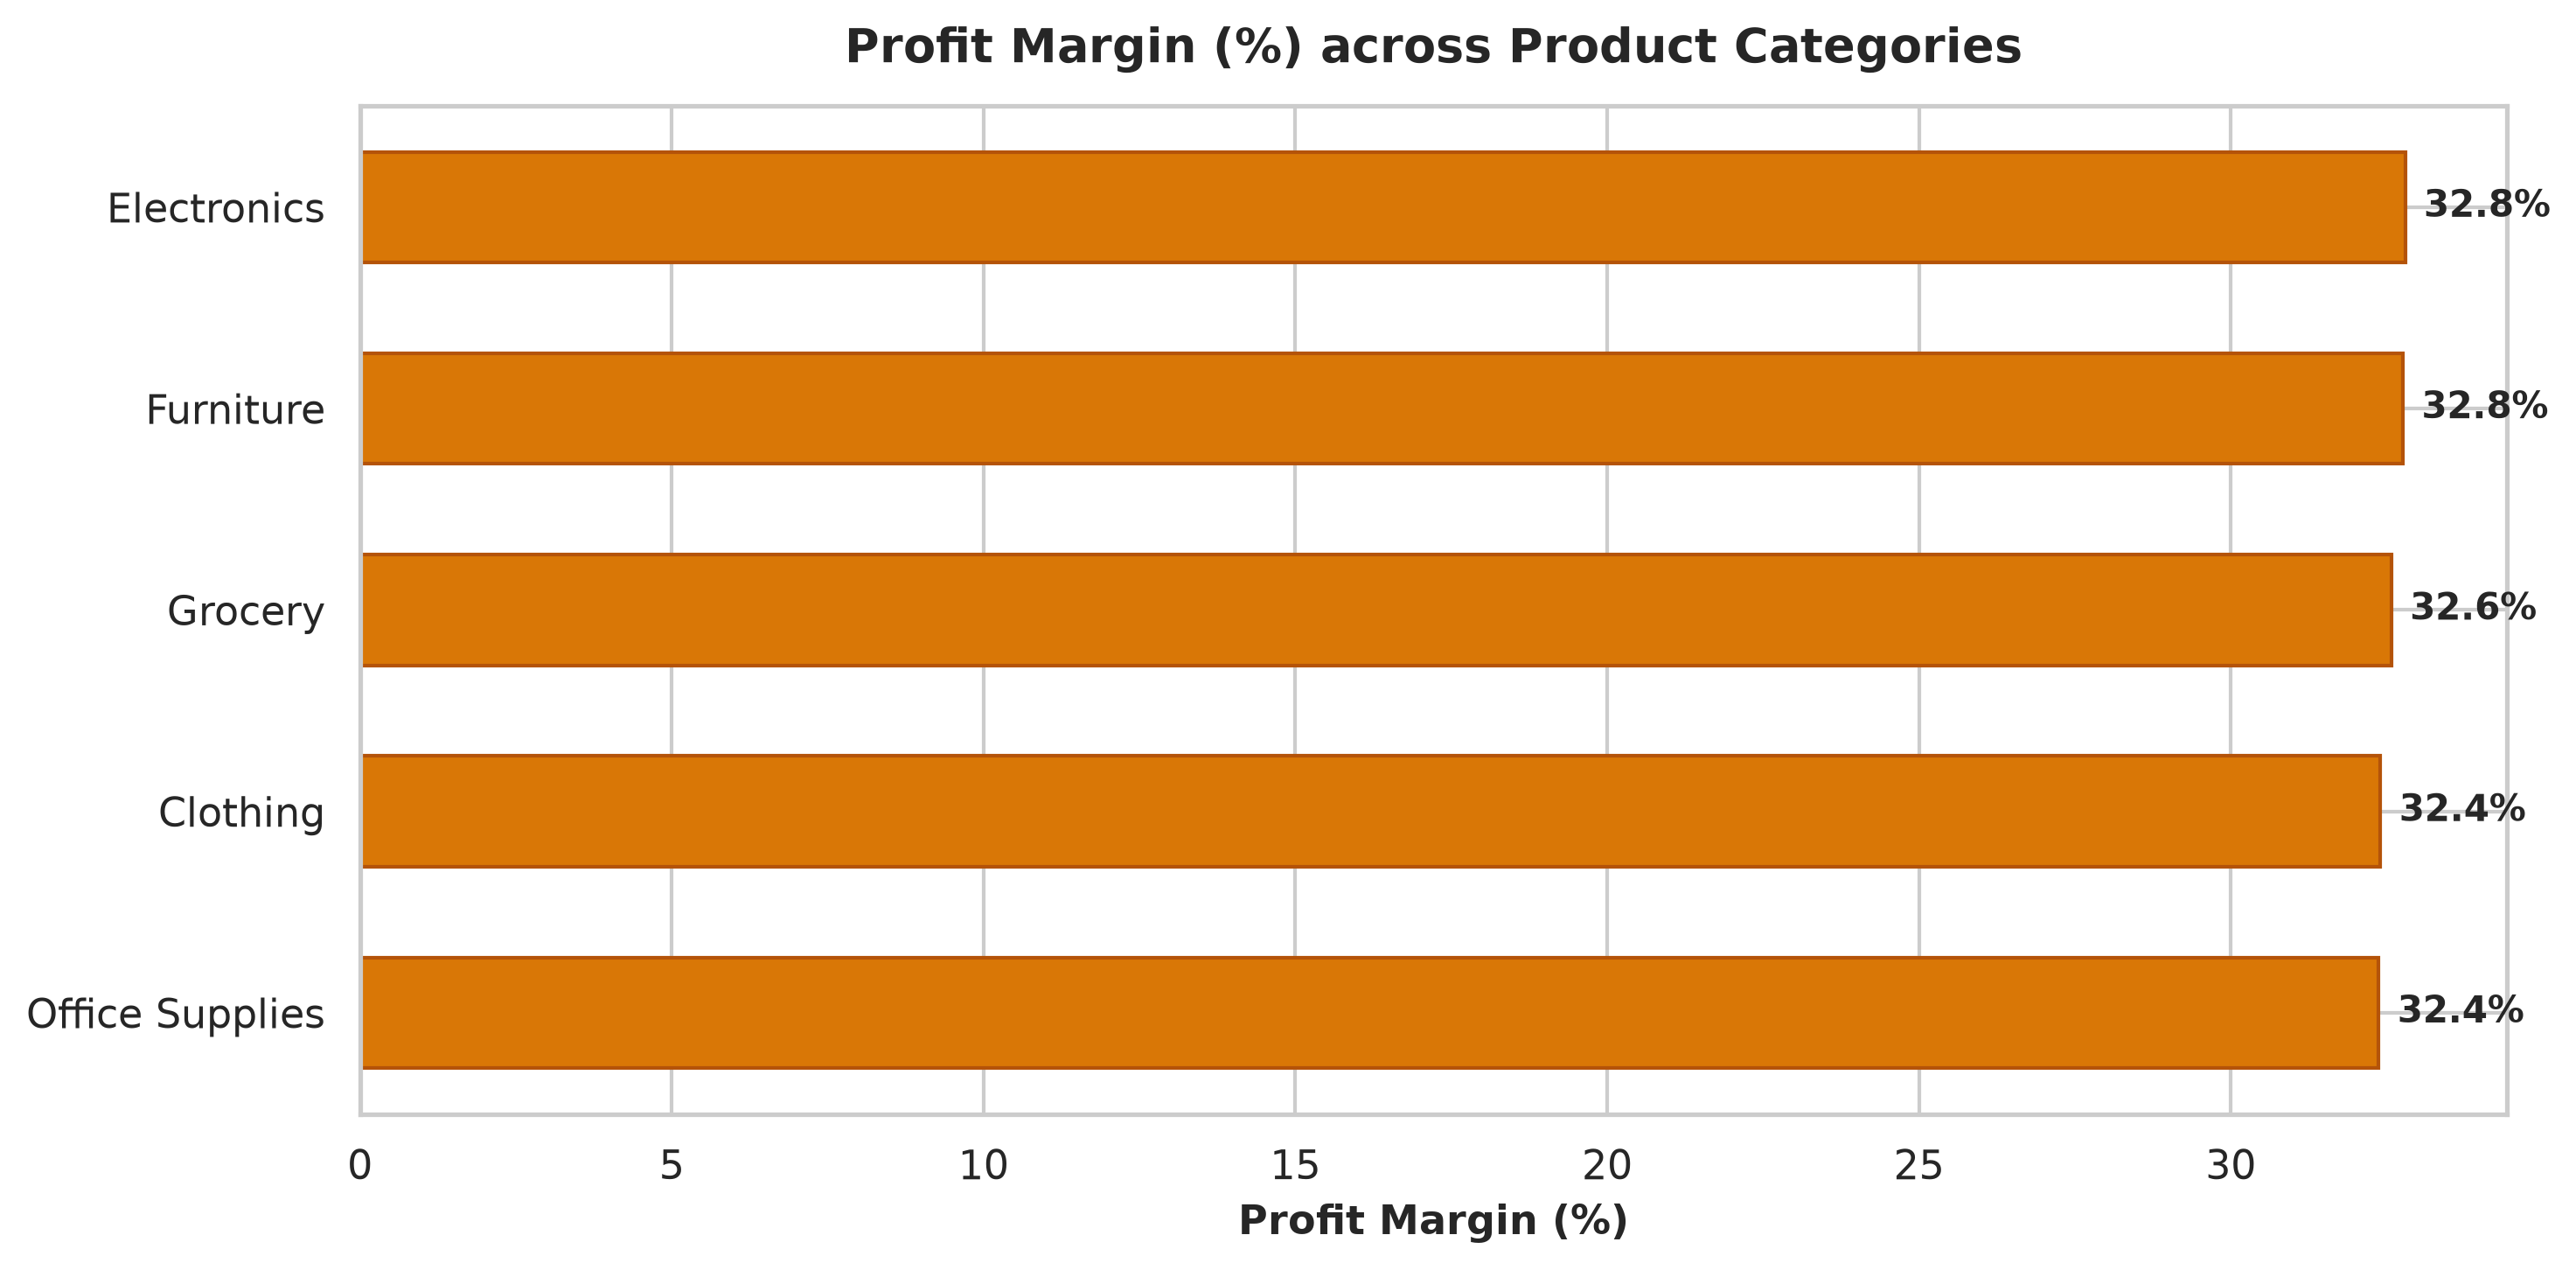 Profit Margin (%) across Product Categories
Electronics 32.8%
Furniture 32.8%
Grocery 32.6%
Clothing 32.4%
Office Supplies 32.4%
0 5 10 15 20 25 30
Profit Margin (%)